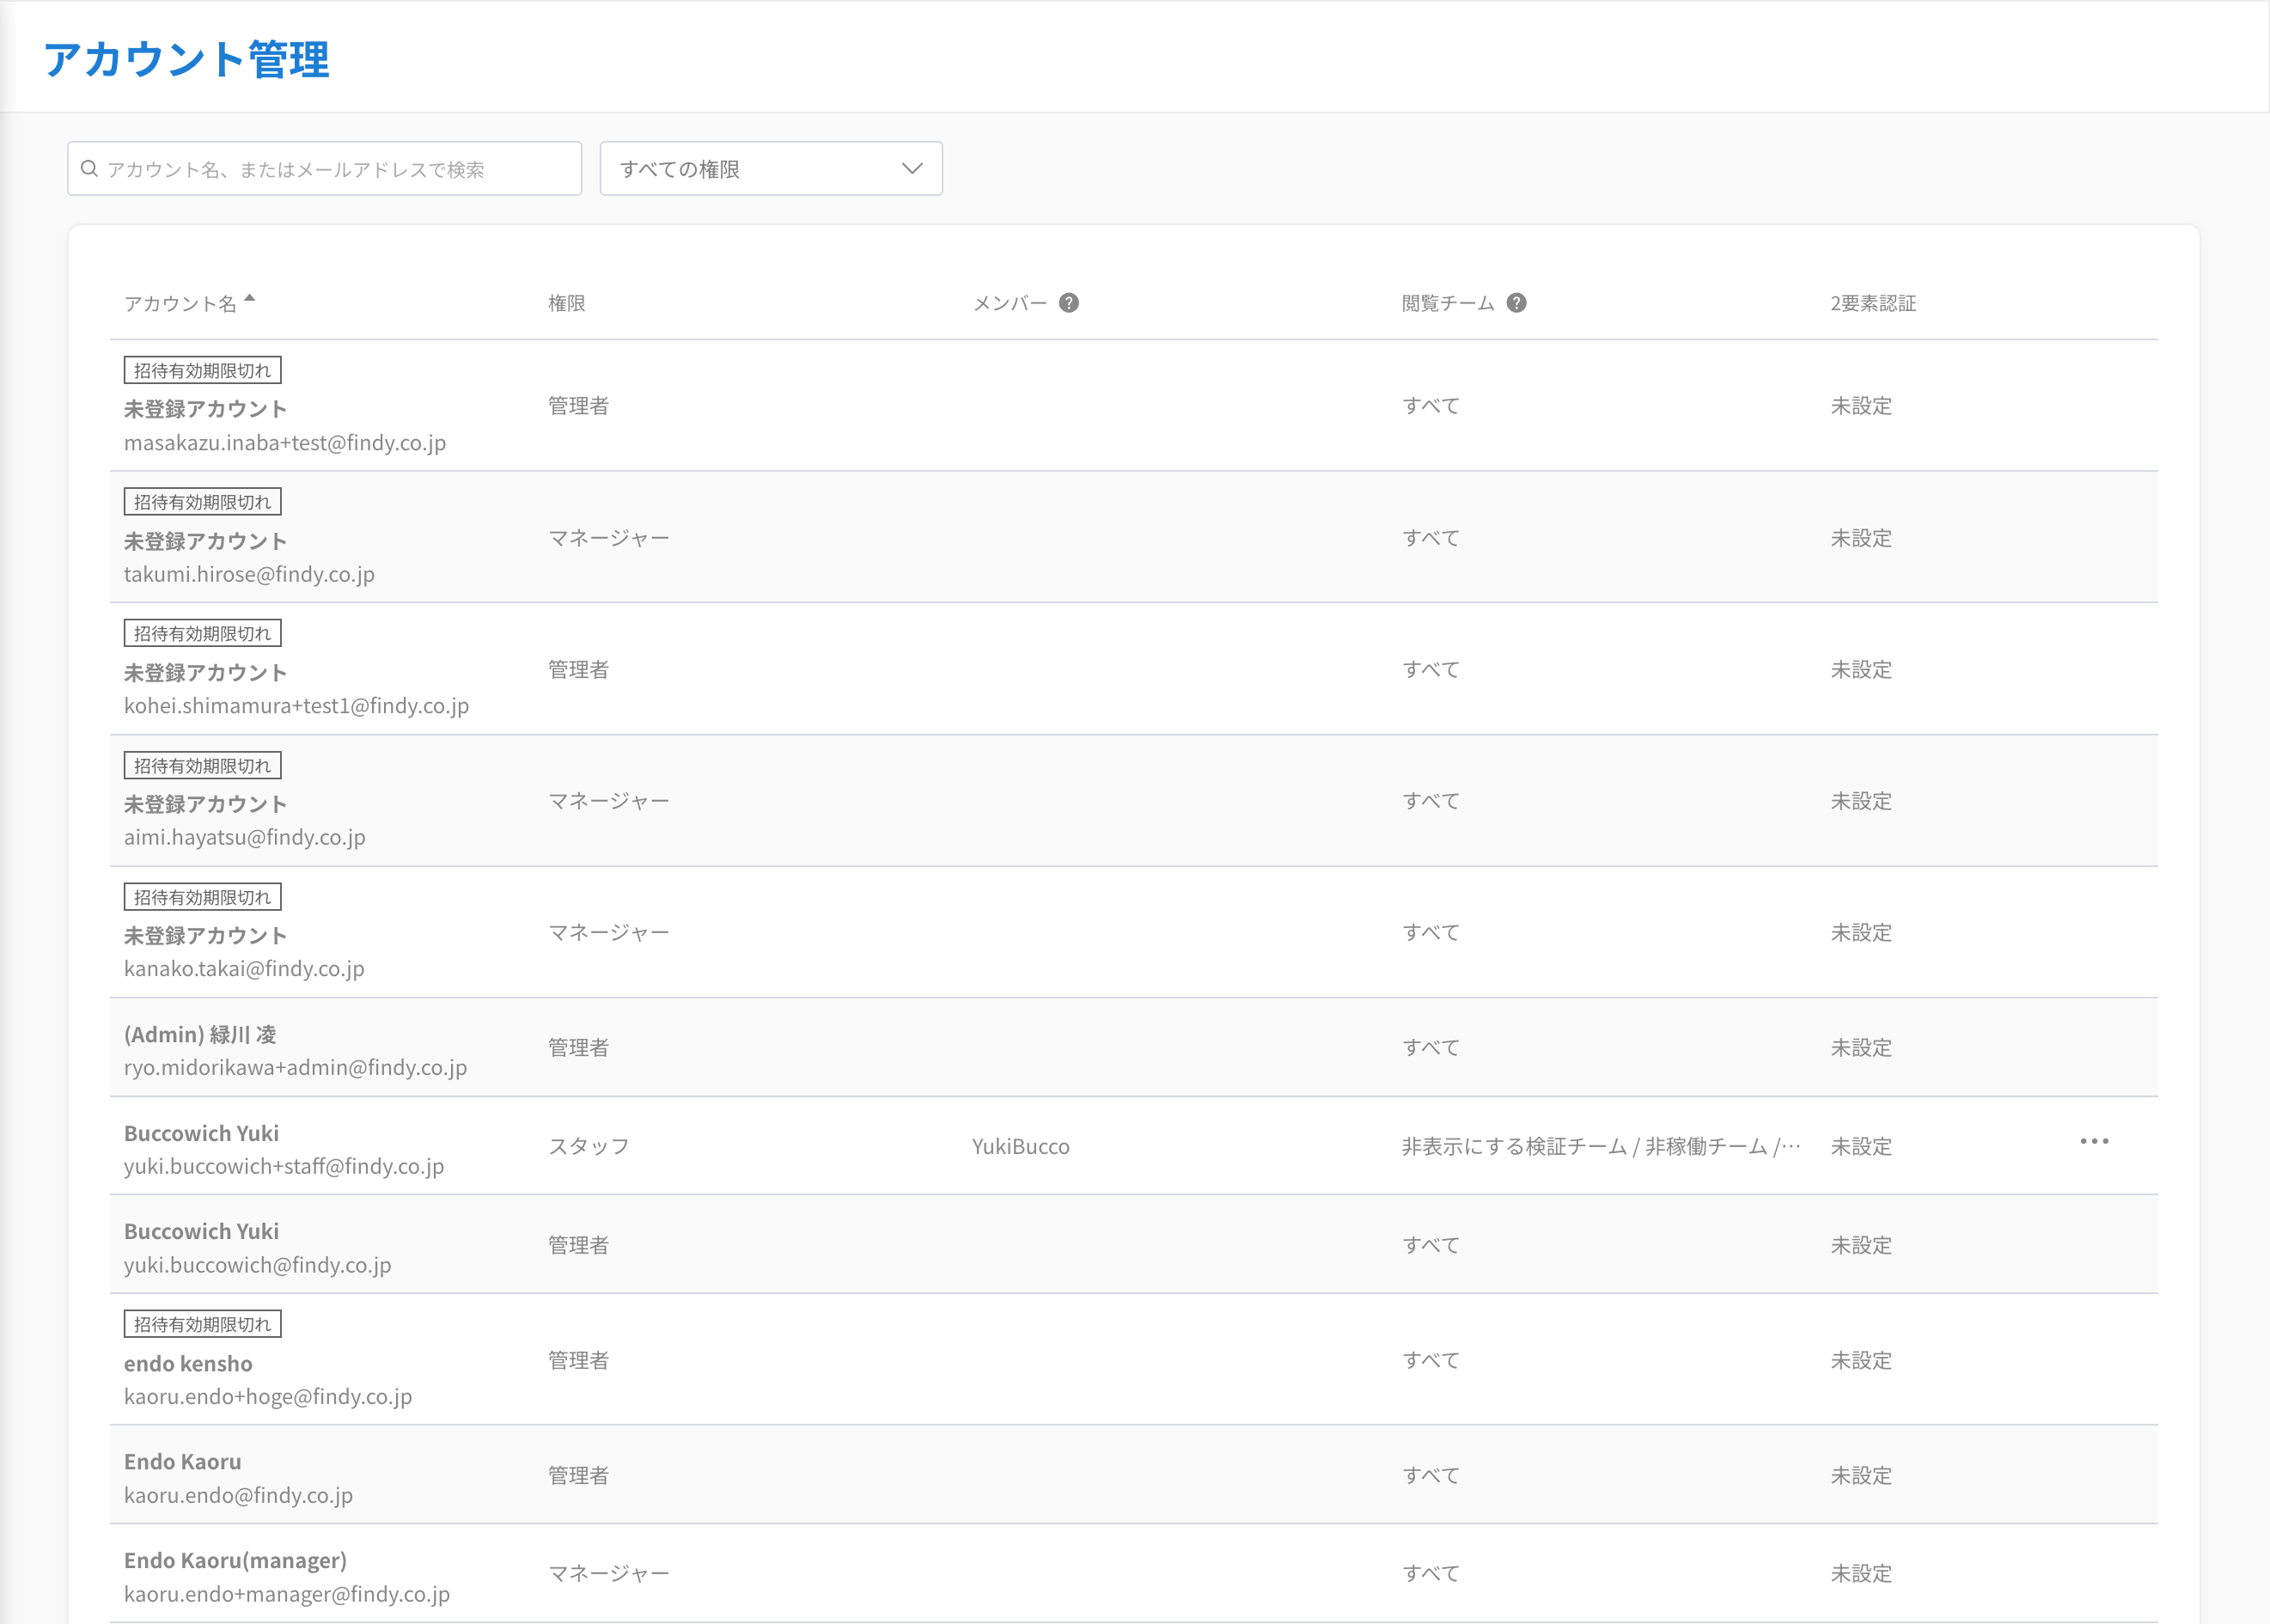 アカウント管理
アカウント名、またはメールアドレスで検索
すべての権限
アカウント名 権限 メンバー ? 閲覧チーム ? 2要素認証
招待有効期限切れ
未登録アカウント
masakazu.inaba+test@findy.co.jp
管理者 すべて 未設定
招待有効期限切れ
未登録アカウント
takumi.hirose@findy.co.jp
マネージャー すべて 未設定
招待有効期限切れ
未登録アカウント
kohei.shimamura+test1@findy.co.jp
管理者 すべて 未設定
招待有効期限切れ
未登録アカウント
aimi.hayatsu@findy.co.jp
マネージャー すべて 未設定
招待有効期限切れ
未登録アカウント
kanako.takai@findy.co.jp
マネージャー すべて 未設定
(Admin) 緑川 凌
ryo.midorikawa+admin@findy.co.jp
管理者 すべて 未設定
Buccowich Yuki
yuki.buccowich+staff@findy.co.jp
スタッフ YukiBucco 非表示にする検証チーム / 非稼働チーム /… 未設定
Buccowich Yuki
yuki.buccowich@findy.co.jp
管理者 すべて 未設定
招待有効期限切れ
endo kensho
kaoru.endo+hoge@findy.co.jp
管理者 すべて 未設定
Endo Kaoru
kaoru.endo@findy.co.jp
管理者 すべて 未設定
Endo Kaoru(manager)
kaoru.endo+manager@findy.co.jp
マネージャー すべて 未設定